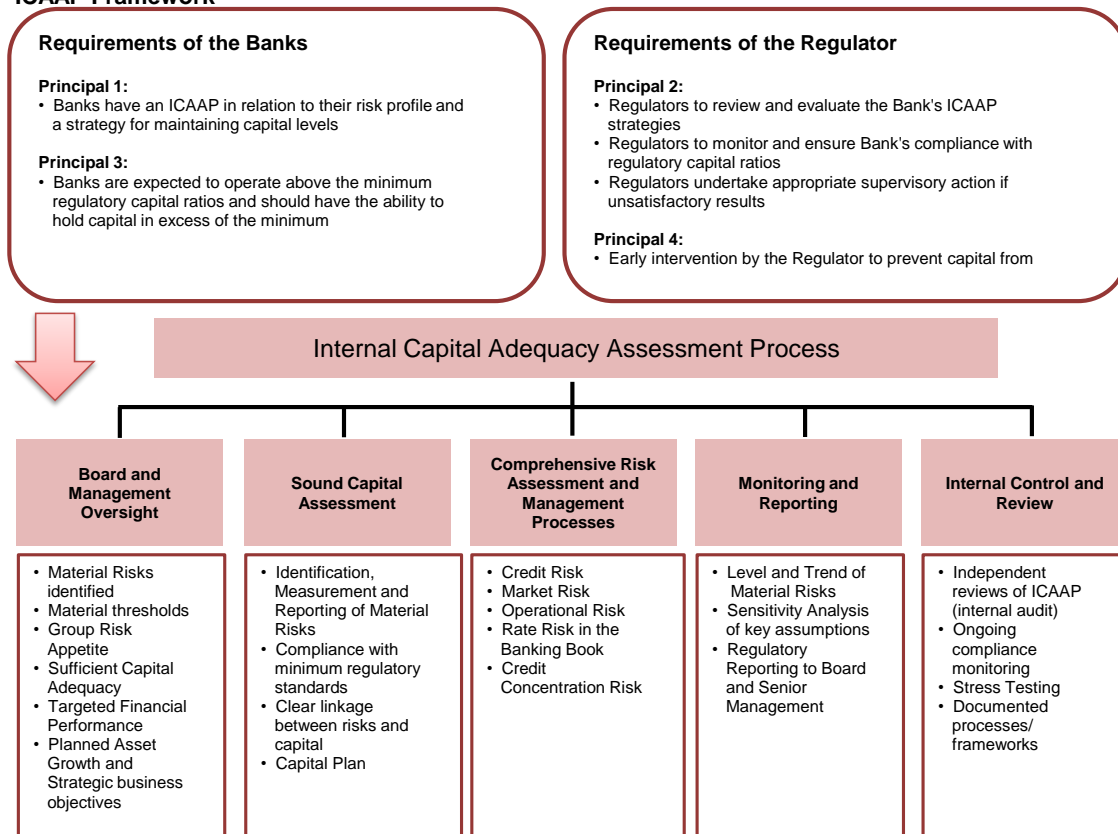 ICAAP Framework
Requirements of the Banks
Principal 1:
• Banks have an ICAAP in relation to their risk profile and
a strategy for maintaining capital levels
Principal 3:
• Banks are expected to operate above the minimum
regulatory capital ratios and should have the ability to
hold capital in excess of the minimum
Requirements of the Regulator
Principal 2:
• Regulators to review and evaluate the Bank's ICAAP
strategies
• Regulators to monitor and ensure Bank's compliance with
regulatory capital ratios
• Regulators undertake appropriate supervisory action if
unsatisfactory results
Principal 4:
• Early intervention by the Regulator to prevent capital from
Internal Capital Adequacy Assessment Process
Board and
Management
Oversight
• Material Risks
identified
• Material thresholds
• Group Risk
Appetite
• Sufficient Capital
Adequacy
• Targeted Financial
Performance
• Planned Asset
Growth and
Strategic business
objectives
Sound Capital
Assessment
• Identification,
Measurement and
Reporting of Material
Risks
• Compliance with
minimum regulatory
standards
• Clear linkage
between risks and
capital
• Capital Plan
Comprehensive Risk
Assessment and
Management
Processes
• Credit Risk
• Market Risk
• Operational Risk
• Rate Risk in the
Banking Book
• Credit
Concentration Risk
Monitoring and
Reporting
• Level and Trend of
Material Risks
• Sensitivity Analysis
of key assumptions
• Regulatory
Reporting to Board
and Senior
Management
Internal Control and
Review
• Independent
reviews of ICAAP
(internal audit)
• Ongoing
compliance
monitoring
• Stress Testing
• Documented
processes/
frameworks